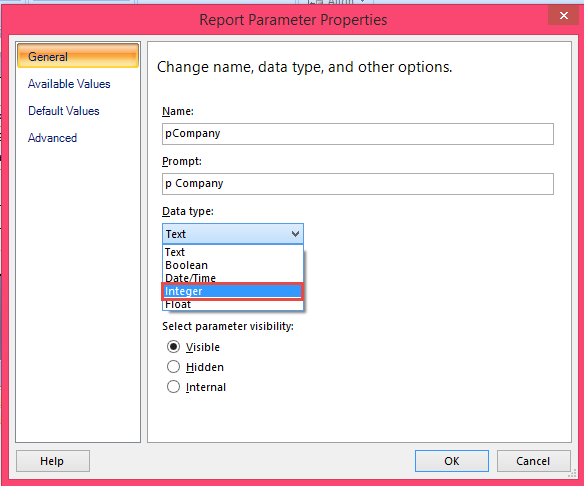 Align
Report Parameter Properties
General
Available Values
Default Values
Advanced
Change name, data type, and other options.
Name:
pCompany
Prompt:
p Company
Data type:
Text
Text
Boolean
Date/Time
Integer
Float
Select parameter visibility:
Visible
Hidden
Internal
Help
OK
Cancel